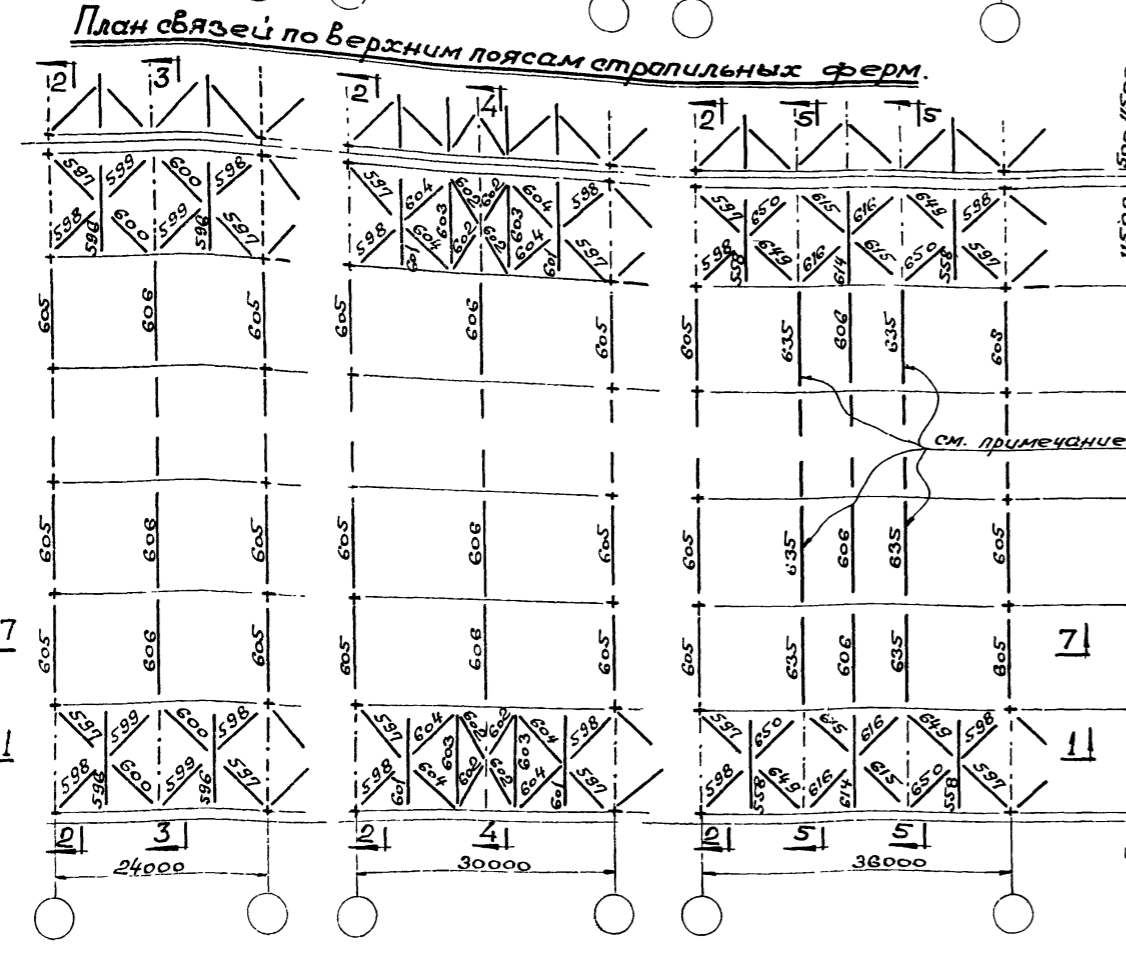 План связей по верхним поясам стропильных ферм.
2 3 2 4 2 5 5
597 599 600 598 597 604 602 602 604 598 597 650 615 616 649 598
598 596 600 599 596 597 598 601 604 603 602 602 603 604 601 597 598 558 649 616 614 615 650 558 597
605 606 605 605 606 605 605 635 606 635 605
см. примечание
605 606 605 605 606 605 605 635 606 635 605
7 605 606 605 605 606 605 605 635 606 635 605 7
597 599 600 598 597 604 602 602 604 598 597 650 616 649 598
1 598 596 600 599 596 597 598 601 604 603 602 602 603 604 601 597 598 558 649 616 614 615 650 558 597 1
2 3 2 4 2 5 5
24000 30000 36000